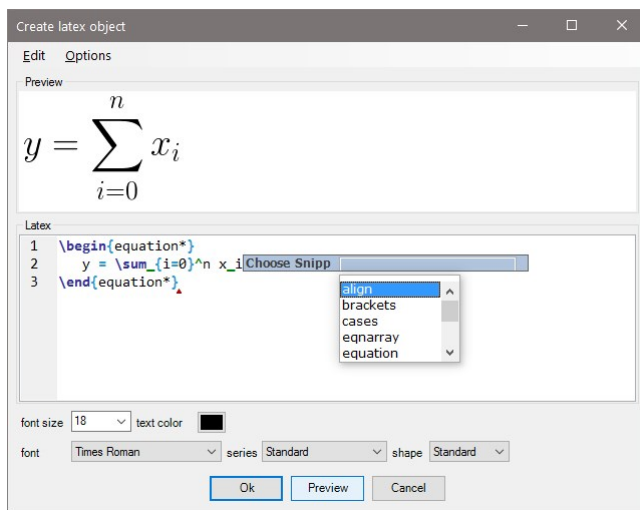 Create latex object
Edit Options
Preview
n
y = ∑ x_i
i=0
Latex
1 \begin{equation*}
2 y = \sum_{i=0}^n x_i Choose Snipp
3 \end{equation*}
align
brackets
cases
eqnarray
equation
font size 18 text color
font Times Roman series Standard shape Standard
Ok Preview Cancel